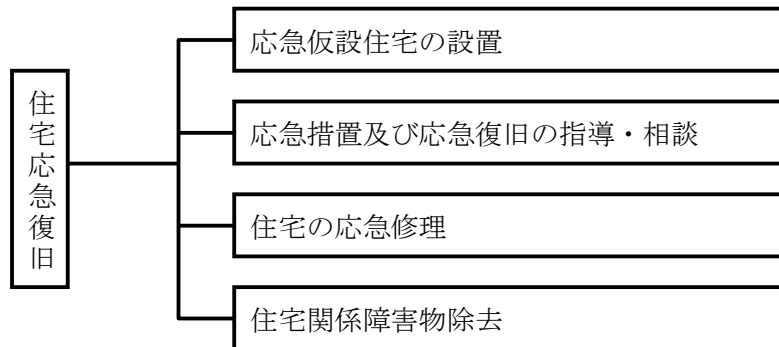 住宅応急復旧
応急仮設住宅の設置
応急措置及び応急復旧の指導・相談
住宅の応急修理
住宅関係障害物除去